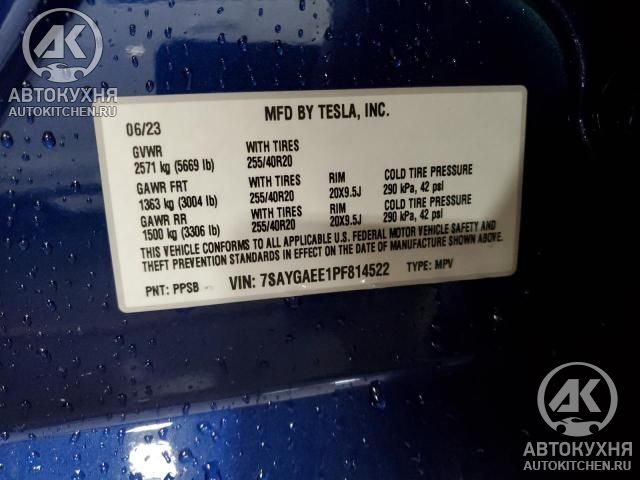 АК
АВТОКУХНЯ
AUTOKITCHEN.RU
MFD BY TESLA, INC.
06/23
GVWR WITH TIRES
2571 kg (5669 lb) 255/40R20
GAWR FRT WITH TIRES RIM COLD TIRE PRESSURE
1363 kg (3004 lb) 255/40R20 20X9.5J 290 kPa, 42 psi
GAWR RR WITH TIRES RIM COLD TIRE PRESSURE
1500 kg (3306 lb) 255/40R20 20X9.5J 290 kPa, 42 psi
THIS VEHICLE CONFORMS TO ALL APPLICABLE U.S. FEDERAL MOTOR VEHICLE SAFETY AND
THEFT PREVENTION STANDARDS IN EFFECT ON THE DATE OF MANUFACTURE SHOWN ABOVE.
PNT: PPSB VIN: 7SAYGAEE1PF814522 TYPE: MPV
АК
АВТОКУХНЯ
AUTOKITCHEN.RU